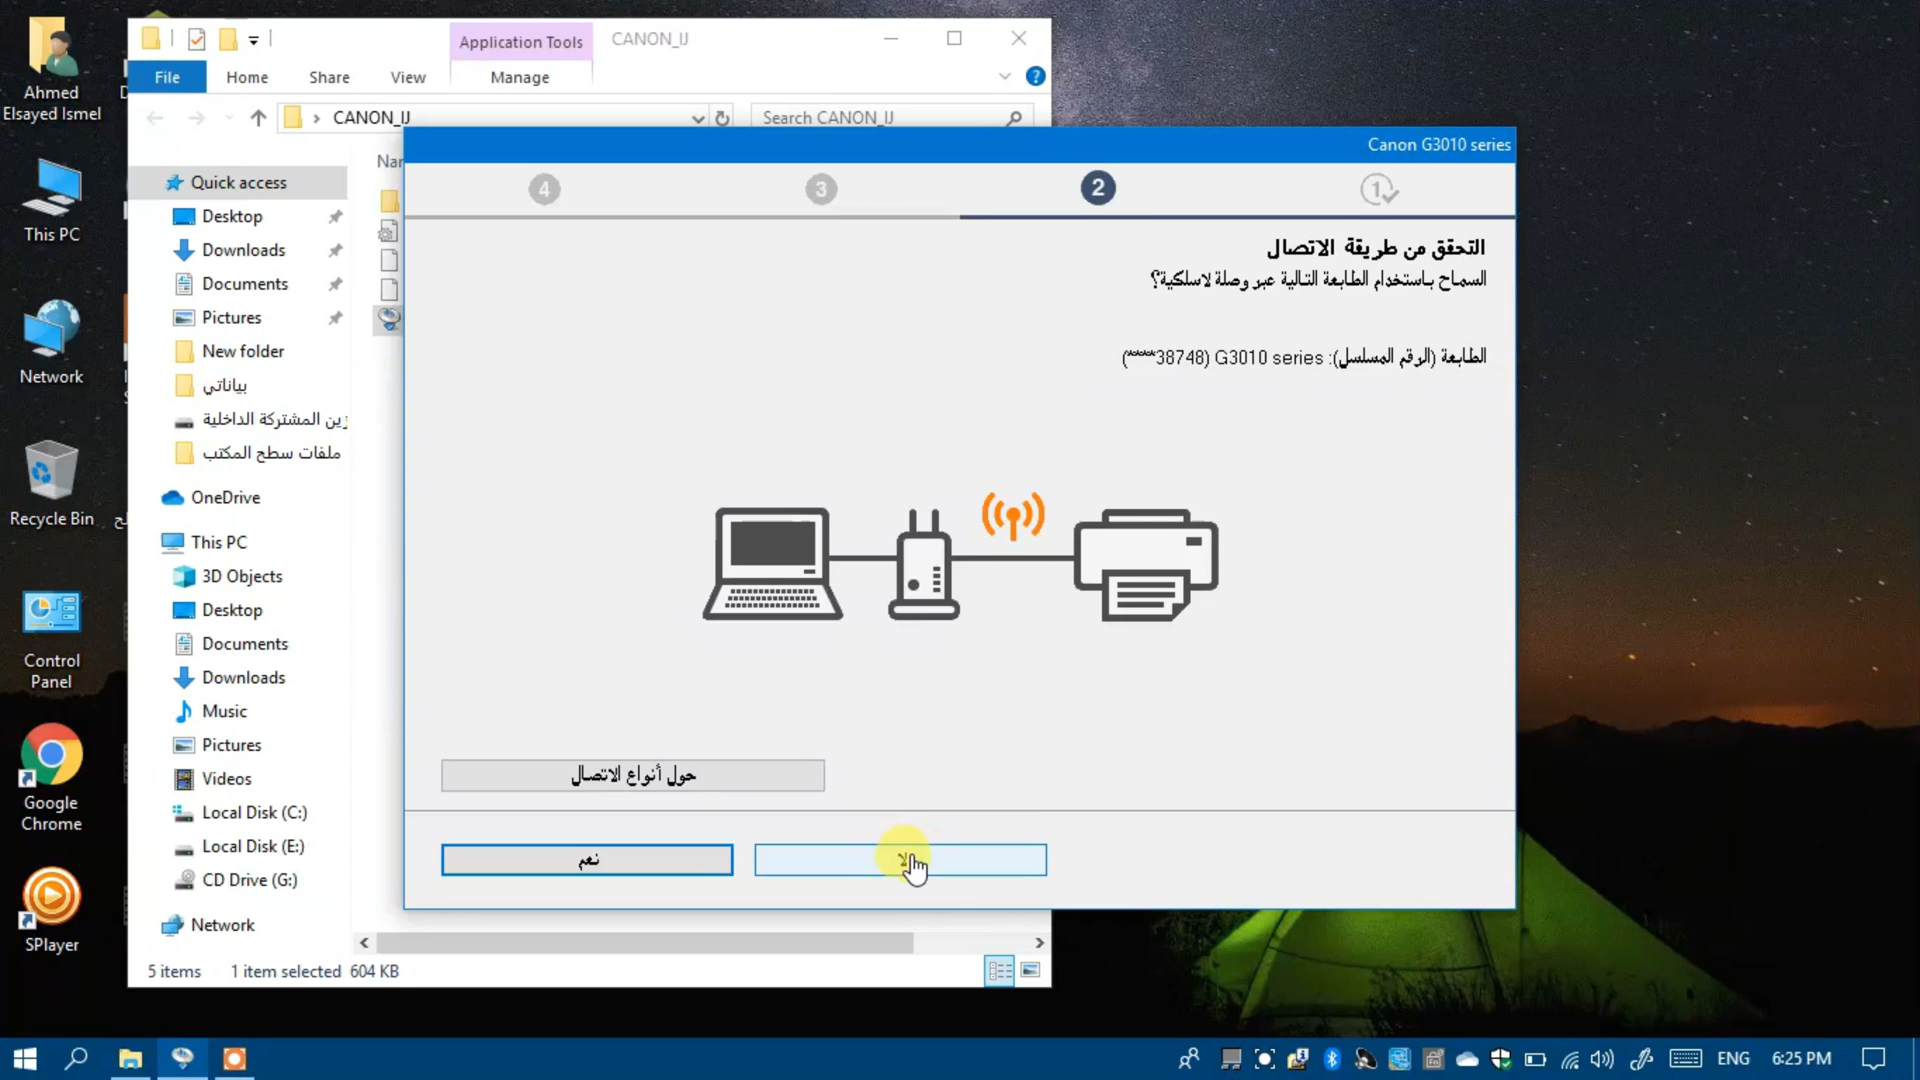 Ahmed
Elsayed Ismel
This PC
Network
Recycle Bin
Control
Panel
Google
Chrome
SPlayer
Application Tools
CANON_IJ
File
Home
Share
View
Manage
CANON_IJ
Search CANON_IJ
Quick access
Desktop
Downloads
Documents
Pictures
New folder
بياناتي
زين المشتركة الداخلية
ملفات سطح المكتب
OneDrive
This PC
3D Objects
Desktop
Documents
Downloads
Music
Pictures
Videos
Local Disk (C:)
Local Disk (E:)
CD Drive (G:)
Network
5 items
1 item selected 604 KB
Canon G3010 series
1
2
3
4
التحقق من طريقة الاتصال
السماح باستخدام الطابعة التالية عبر وصلة لاسلكية؟
الطابعة (الرقم المسلسل): G3010 series (38748*****)
حول أنواع الاتصال
نعم
لا
ENG
6:25 PM